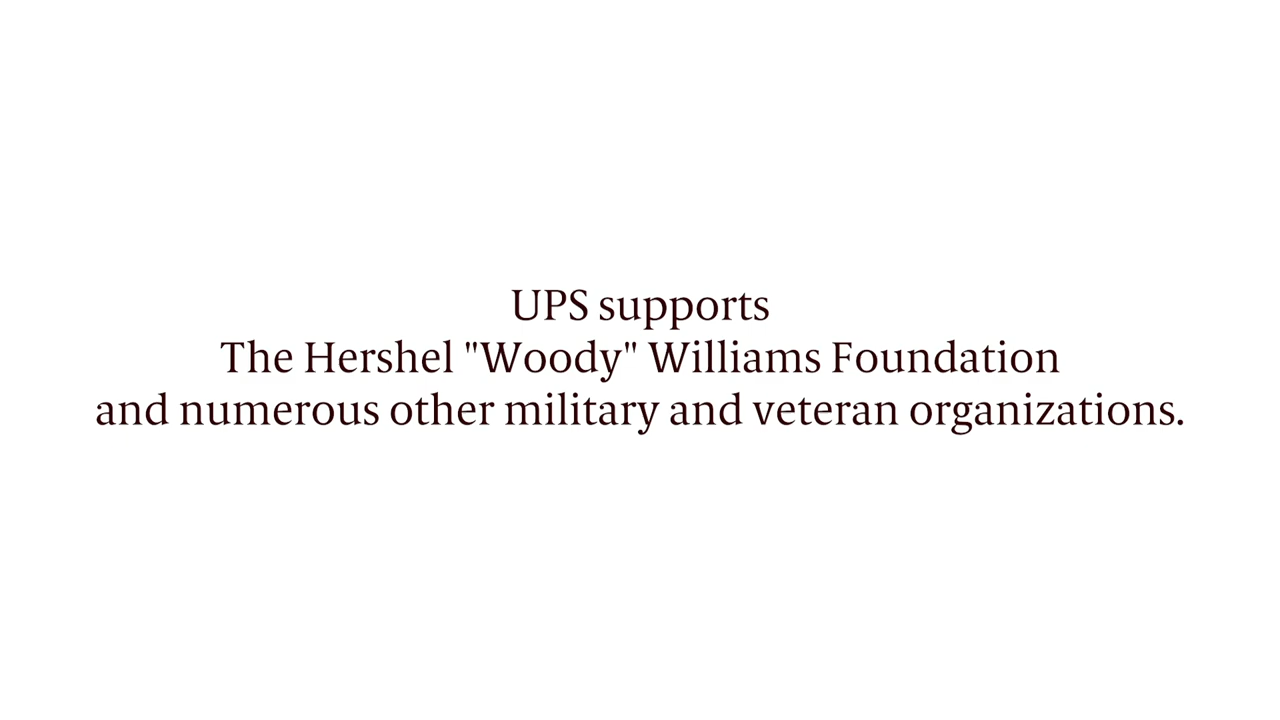 UPS supports
The Hershel "Woody" Williams Foundation
and numerous other military and veteran organizations.